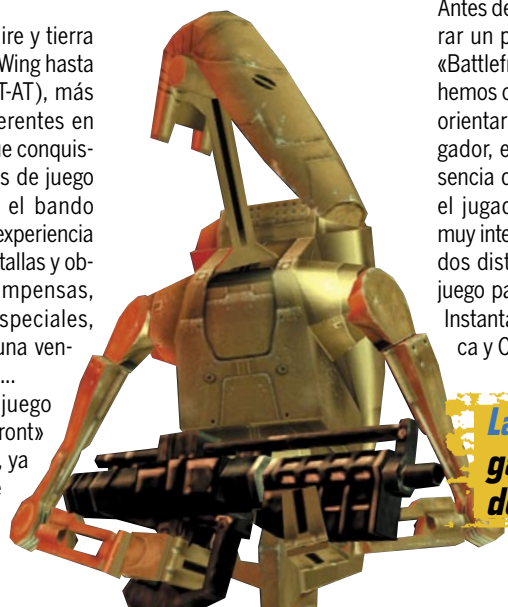 ire y tierra
Wing hasta
T-AT), más
erentes en
ue conquis-
s de juego
el bando
experiencia
tallas y ob-
mpensas,
speciales,
una ven-
...
juego
ront»
, ya
e
Antes de
rar un p
«Battlefr
hemos c
orientar
gador, e
sencia c
el jugad
muy inte
dos dist
juego pa
Instanta
ca y C
La
ga
de